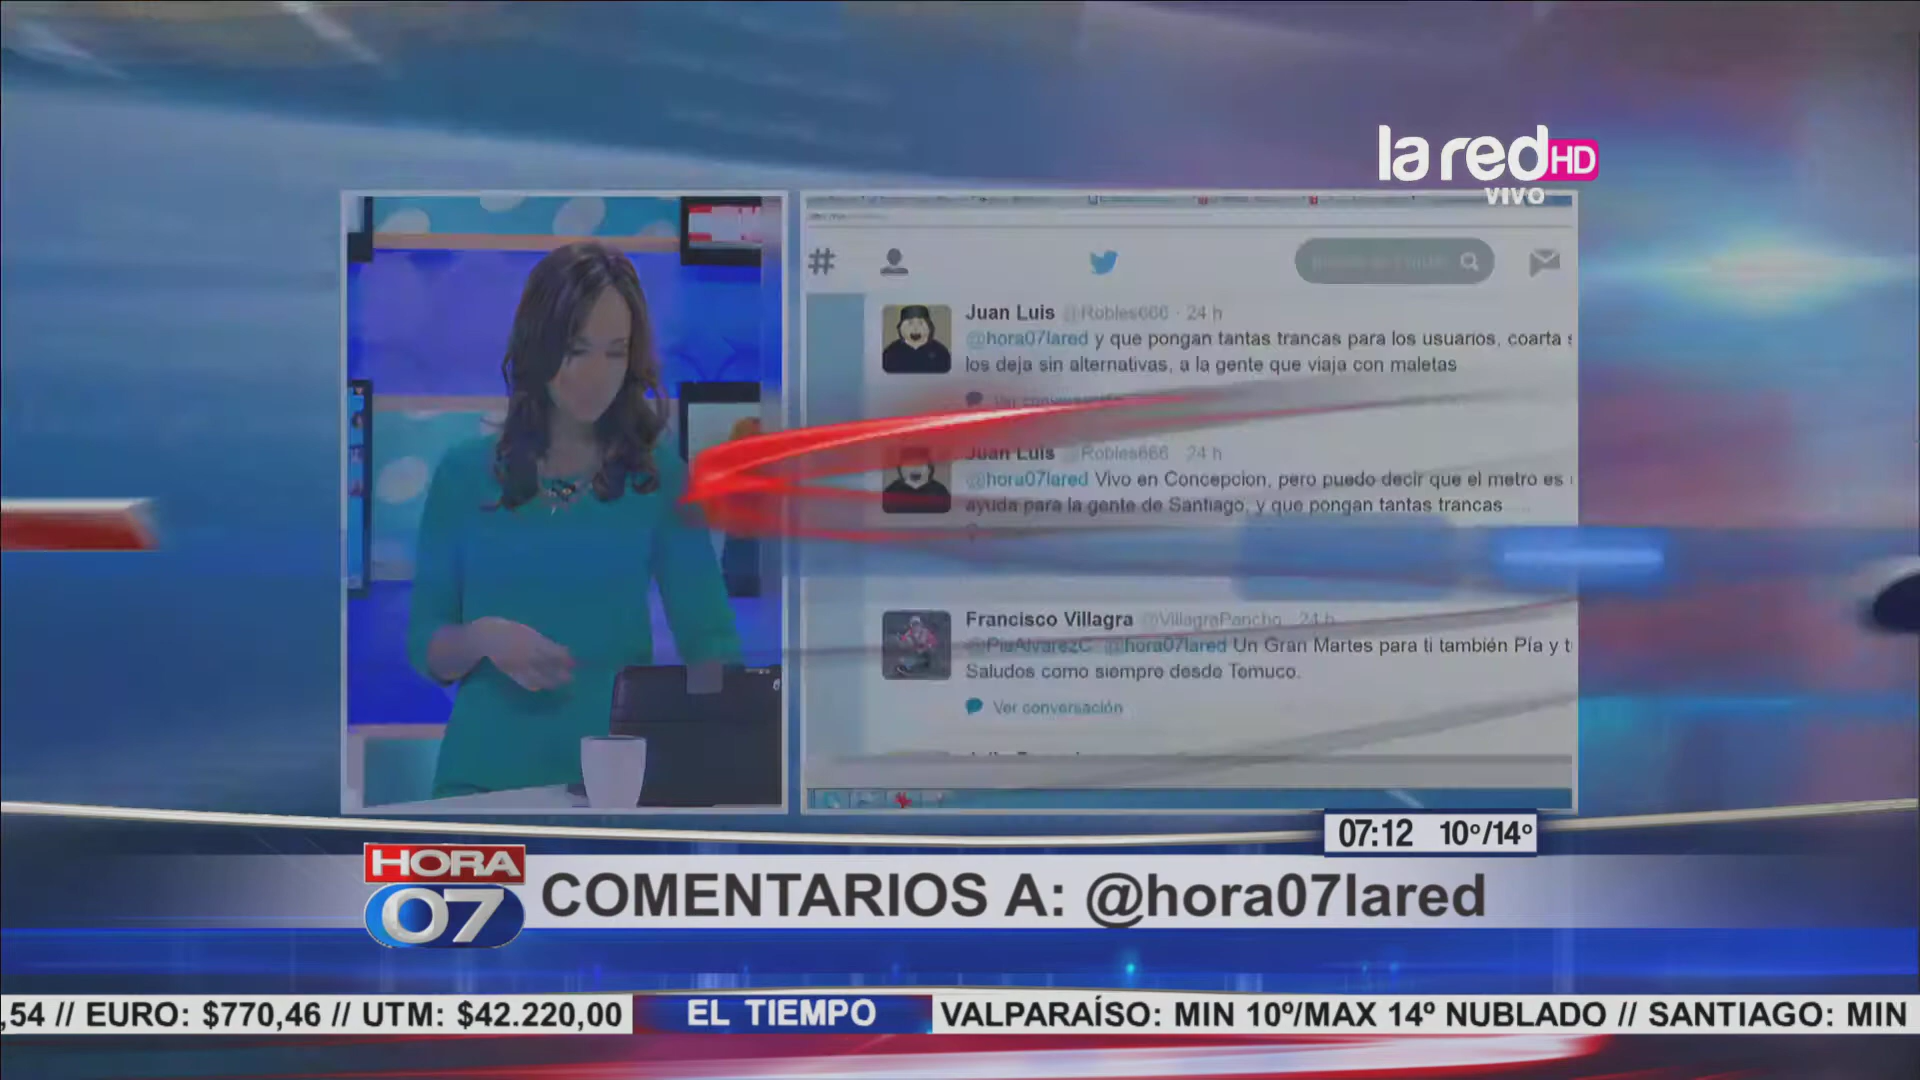 la red HD
VIVO
#
Juan Luis @Robles666 · 24 h
@hora07lared y que pongan tantas trancas para los usuarios, coarta s
los deja sin alternativas, a la gente que viaja con maletas
Ver conversación
Juan Luis @Robles666 · 24 h
@hora07lared Vivo en Concepcion, pero puedo decir que el metro es
ayuda para la gente de Santiago, y que pongan tantas trancas
Francisco Villagra @VillagraPancho · 24 h
@PiaAlvarezC @hora07lared Un Gran Martes para ti también Pía y t
Saludos como siempre desde Temuco.
Ver conversación
07:12 10°/14°
HORA
07
COMENTARIOS A: @hora07lared
,54 // EURO: $770,46 // UTM: $42.220,00 EL TIEMPO VALPARAÍSO: MIN 10º/MAX 14º NUBLADO // SANTIAGO: MIN